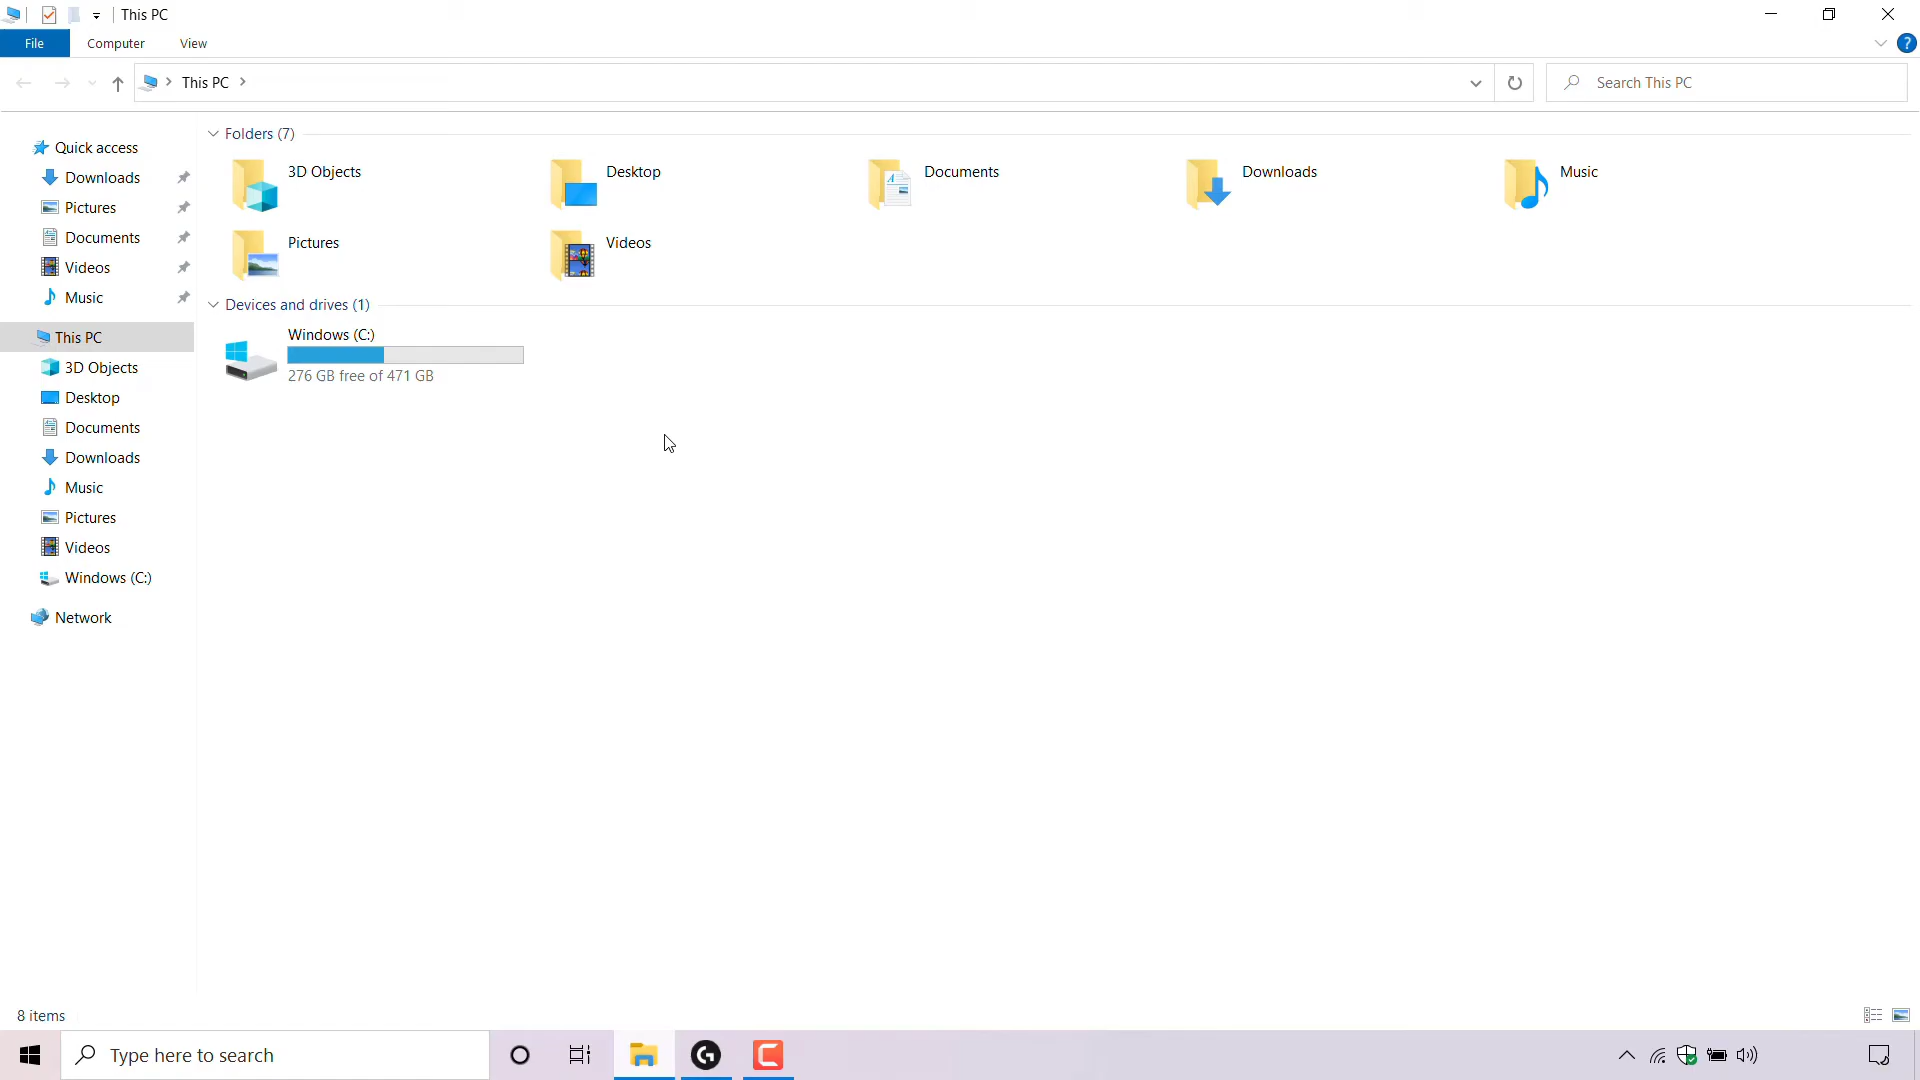 This PC
File
Computer
View
This PC
Search This PC
Quick access
Downloads
Pictures
Documents
Videos
Music
This PC
3D Objects
Desktop
Documents
Downloads
Music
Pictures
Videos
Windows (C:)
Network
Folders (7)
3D Objects
Desktop
Documents
Downloads
Music
Pictures
Videos
Devices and drives (1)
Windows (C:)
276 GB free of 471 GB
8 items
Type here to search